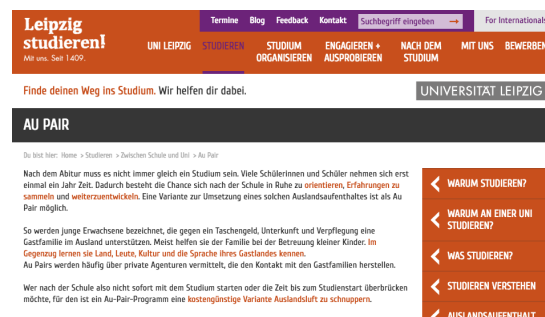 Leipzig
studieren!
Mit uns. Seit 1409.
Termine Blog Feedback Kontakt Suchbegriff eingeben → For Internationals
UNI LEIPZIG STUDIEREN STUDIUM ORGANISIEREN ENGAGIEREN + AUSPROBIEREN NACH DEM STUDIUM MIT UNS BEWERBEN
Finde deinen Weg ins Studium. Wir helfen dir dabei.
UNIVERSITÄT LEIPZIG
AU PAIR
Du bist hier: Home > Studieren > Zwischen Schule und Uni > Au Pair
Nach dem Abitur muss es nicht immer gleich ein Studium sein. Viele Schülerinnen und Schüler nehmen sich erst
einmal ein Jahr Zeit. Dadurch besteht die Chance sich nach der Schule in Ruhe zu orientieren, Erfahrungen zu
sammeln und weiterzuentwickeln. Eine Variante zur Umsetzung eines solchen Auslandsaufenthaltes ist als Au
Pair möglich.
So werden junge Erwachsene bezeichnet, die gegen ein Taschengeld, Unterkunft und Verpflegung eine
Gastfamilie im Ausland unterstützen. Meist helfen sie der Familie bei der Betreuung kleiner Kinder. Im
Gegenzug lernen sie Land, Leute, Kultur und die Sprache ihres Gastlandes kennen.
Au Pairs werden häufig über private Agenturen vermittelt, die den Kontakt mit den Gastfamilien herstellen.
Wer nach der Schule also nicht sofort mit dem Studium starten oder die Zeit bis zum Studienstart überbrücken
möchte, für den ist ein Au-Pair-Programm eine kostengünstige Variante Auslandsluft zu schnuppern.
WARUM STUDIEREN?
WARUM AN EINER UNI
STUDIEREN?
WAS STUDIEREN?
STUDIEREN VERSTEHEN
AUSLANDSAUFENTHALT